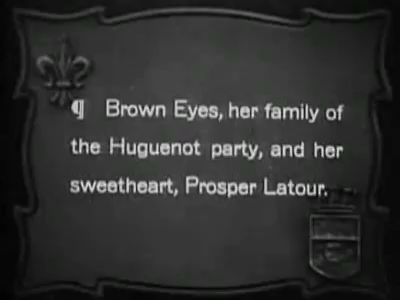 ¶ Brown Eyes, her family of
the Huguenot party, and her
sweetheart, Prosper Latour.